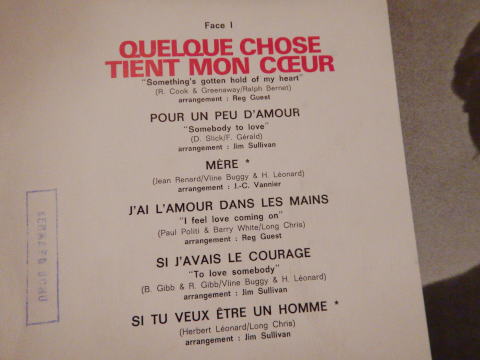 Face I
QUELQUE CHOSE
TIENT MON CŒUR
"Something's gotten hold of my heart"
(R. Cook & Greenaway/Ralph Bernet)
arrangement : Reg Guest
POUR UN PEU D'AMOUR
"Somebody to love"
(D. Slick/F. Gérald)
arrangement : Jim Sullivan
MÈRE *
(Jean Renard/Vline Buggy & H. Léonard)
arrangement : J.-C. Vannier
J'AI L'AMOUR DANS LES MAINS
"I feel love coming on"
(Paul Politi & Barry White/Long Chris)
arrangement : Reg Guest
SI J'AVAIS LE COURAGE
"To love somebody"
(B. Gibb & R. Gibb/Vline Buggy & H. Léonard)
arrangement : Jim Sullivan
SI TU VEUX ÊTRE UN HOMME *
(Herbert Léonard/Long Chris)
arrangement : Jim Sullivan